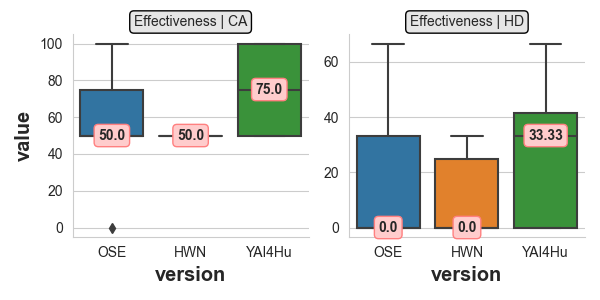 Effectiveness | CA
Effectiveness | HD
value
100
80
60
40
20
0
50.0
50.0
75.0
OSE
HWN
YAI4Hu
version
60
40
20
0
0.0
0.0
33.33
OSE
HWN
YAI4Hu
version